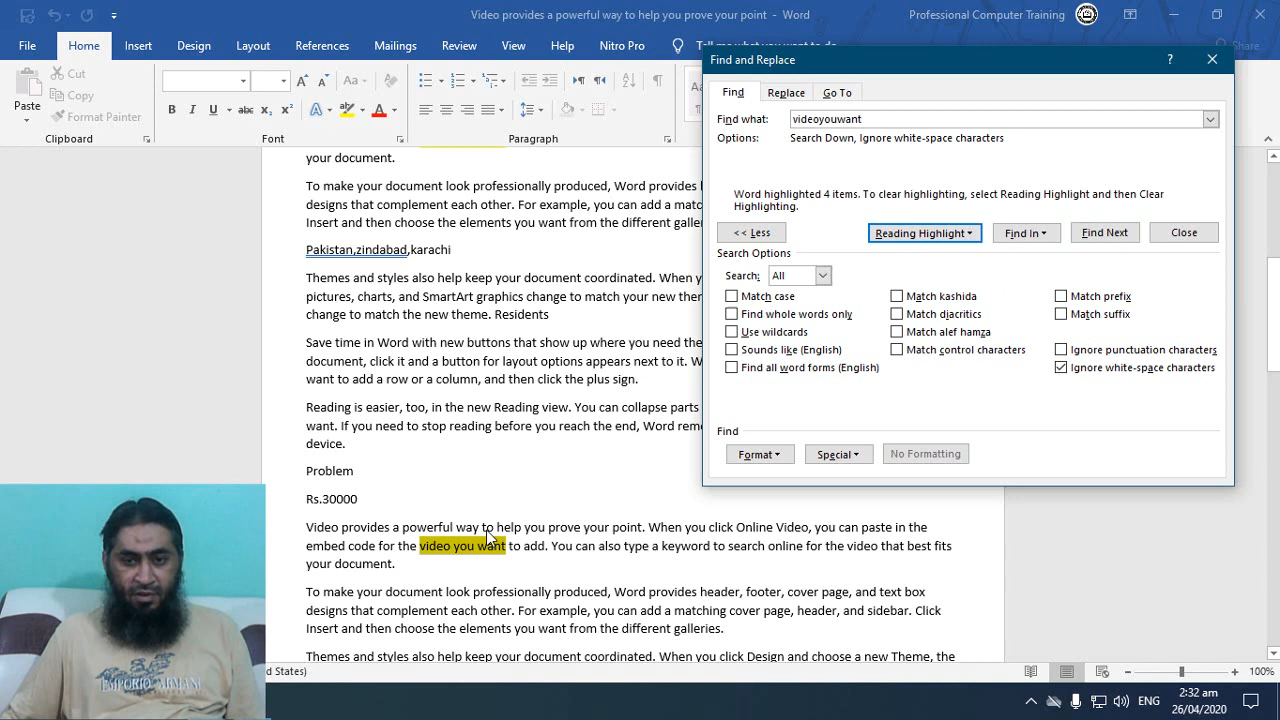 Video provides a powerful way to help you prove your point - Word
Professional Computer Training
File Home Insert Design Layout References Mailings Review View Help Nitro Pro Tell me what you want to do
Share
Paste
Cut
Copy
Format Painter
Clipboard
Font
Paragraph
Find and Replace
Find Replace Go To
Find what: videoyouwant
Options: Search Down, Ignore white-space characters
Word highlighted 4 items. To clear highlighting, select Reading Highlight and then Clear
Highlighting.
<< Less Reading Highlight Find In Find Next Close
Search Options
Search: All
Match case Match kashida Match prefix
Find whole words only Match diacritics Match suffix
Use wildcards Match alef hamza
Sounds like (English) Match control characters Ignore punctuation characters
Find all word forms (English) Ignore white-space characters
Find
Format Special No Formatting
your document.
To make your document look professionally produced, Word provides
designs that complement each other. For example, you can add a matc
Insert and then choose the elements you want from the different galler
Pakistan,zindabad,karachi
Themes and styles also help keep your document coordinated. When y
pictures, charts, and SmartArt graphics change to match your new ther
change to match the new theme. Residents
Save time in Word with new buttons that show up where you need the
document, click it and a button for layout options appears next to it. W
want to add a row or a column, and then click the plus sign.
Reading is easier, too, in the new Reading view. You can collapse parts
want. If you need to stop reading before you reach the end, Word reme
device.
Problem
Rs.30000
Video provides a powerful way to help you prove your point. When you click Online Video, you can paste in the
embed code for the video you want to add. You can also type a keyword to search online for the video that best fits
your document.
To make your document look professionally produced, Word provides header, footer, cover page, and text box
designs that complement each other. For example, you can add a matching cover page, header, and sidebar. Click
Insert and then choose the elements you want from the different galleries.
Themes and styles also help keep your document coordinated. When you click Design and choose a new Theme, the
EMPORIO ARMANI
d States)
100%
ENG
2:32 am
26/04/2020